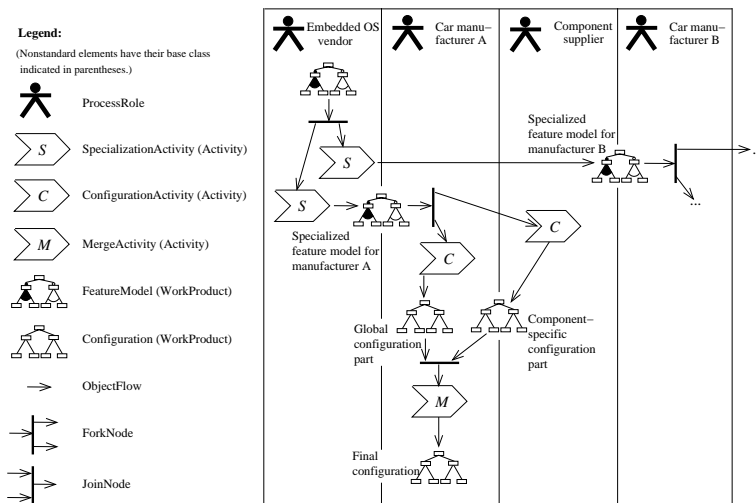 Legend:
(Nonstandard elements have their base class
indicated in parentheses.)
ProcessRole
S
SpecializationActivity (Activity)
C
ConfigurationActivity (Activity)
M
MergeActivity (Activity)
FeatureModel (WorkProduct)
Configuration (WorkProduct)
ObjectFlow
ForkNode
JoinNode
Embedded OS
vendor
Car manu–
facturer A
Component
supplier
Car manu–
facturer B
Specialized
feature model for
manufacturer B
S
...
S
...
Specialized
feature model for
manufacturer A
C
C
Global
configuration
part
Component–
specific
configuration
part
M
Final
configuration